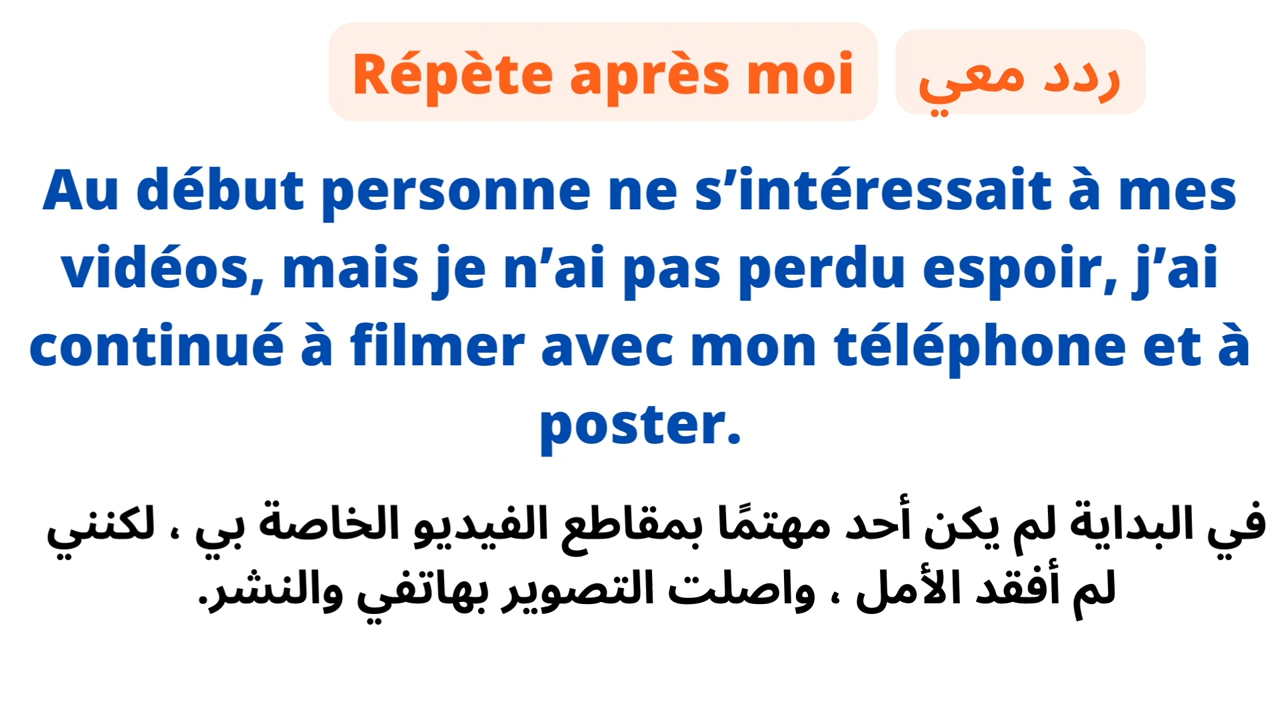 Répète après moi
ردد معي
Au début personne ne s’intéressait à mes
vidéos, mais je n’ai pas perdu espoir, j’ai
continué à filmer avec mon téléphone et à
poster.
في البداية لم يكن أحد مهتمًا بمقاطع الفيديو الخاصة بي ، لكنني
لم أفقد الأمل ، واصلت التصوير بهاتفي والنشر.